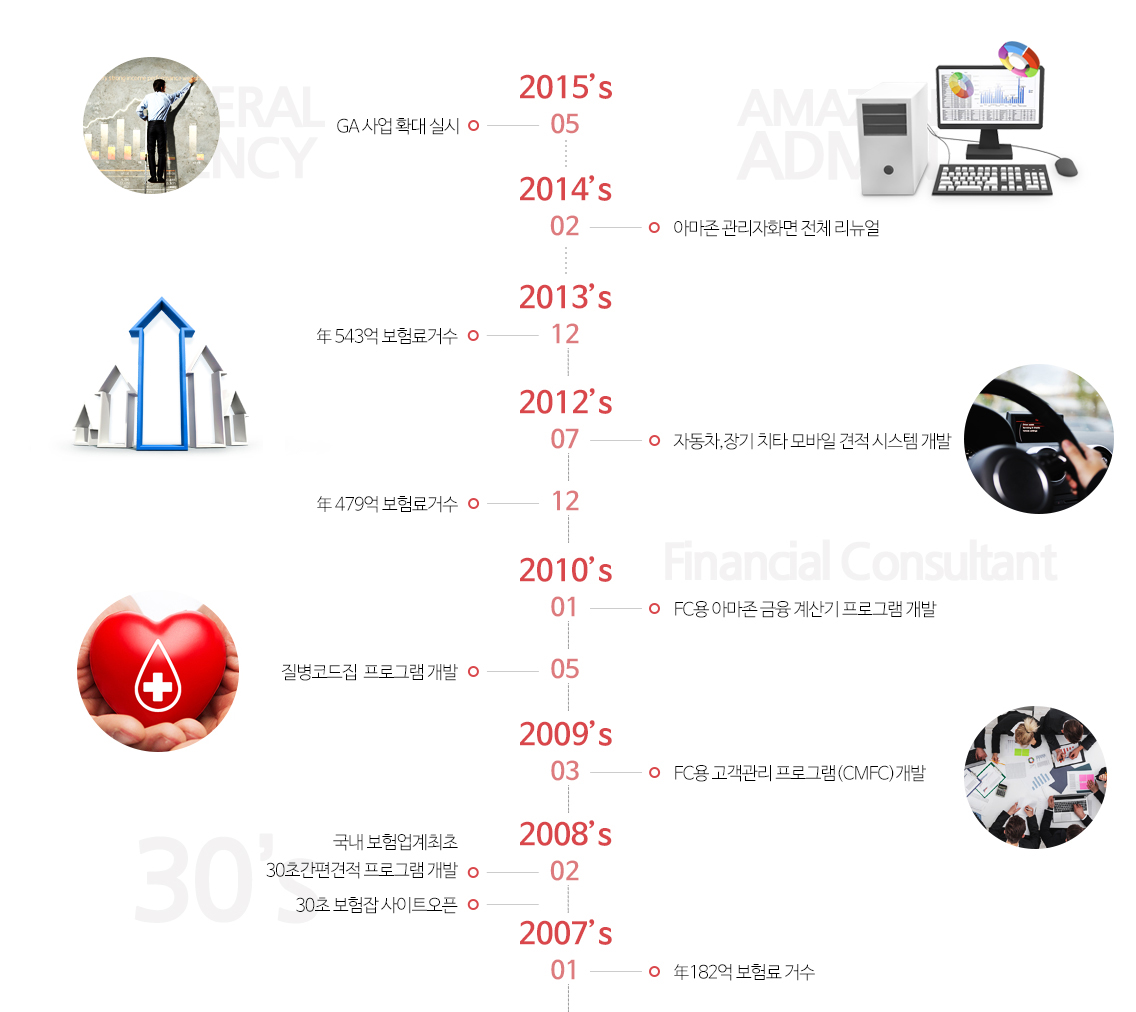 2015’s
GA 사업 확대 실시
05
2014’s
02
아마존 관리자화면 전체 리뉴얼
2013’s
年 543억 보험료거수
12
2012’s
07
자동차,장기 치타 모바일 견적 시스템 개발
年 479억 보험료거수
12
Financial Consultant
2010’s
01
FC용 아마존 금융 계산기 프로그램 개발
질병코드집 프로그램 개발
05
2009’s
03
FC용 고객관리 프로그램(CMFC)개발
30’s
2008’s
국내 보험업계최초
30초간편견적 프로그램 개발
02
30초 보험잡 사이트오픈
2007’s
01
年182억 보험료 거수